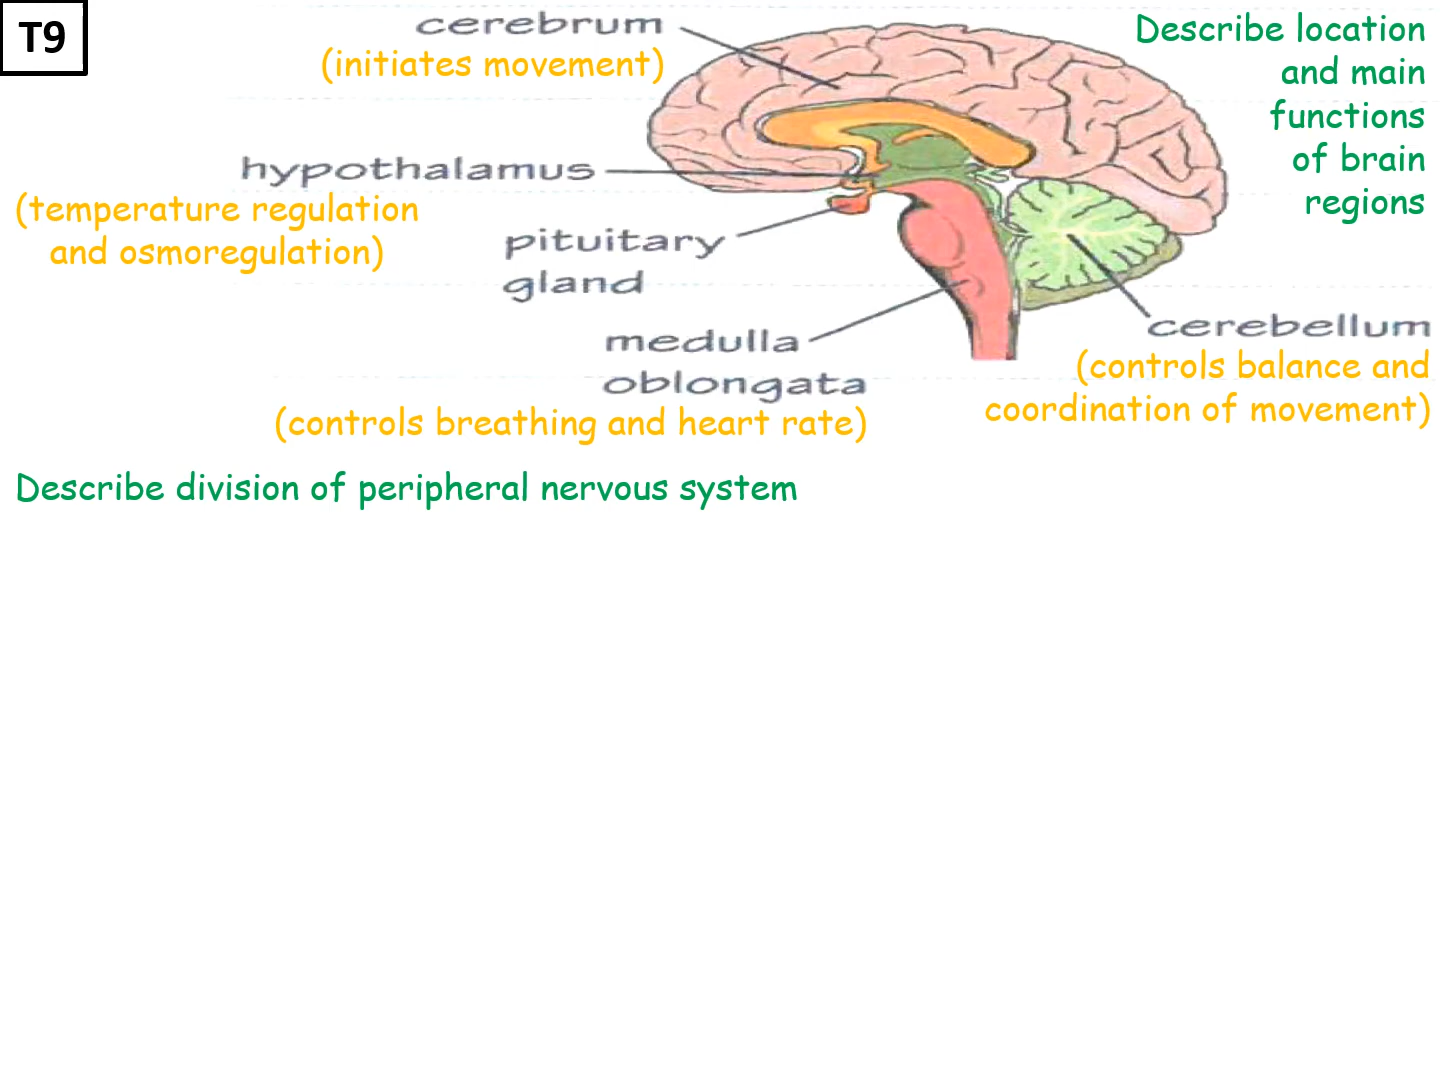 T9
cerebrum
(initiates movement)
Describe location
and main
functions
of brain
regions
hypothalamus
(temperature regulation
and osmoregulation)
pituitary
gland
medulla
oblongata
(controls breathing and heart rate)
cerebellum
(controls balance and
coordination of movement)
Describe division of peripheral nervous system